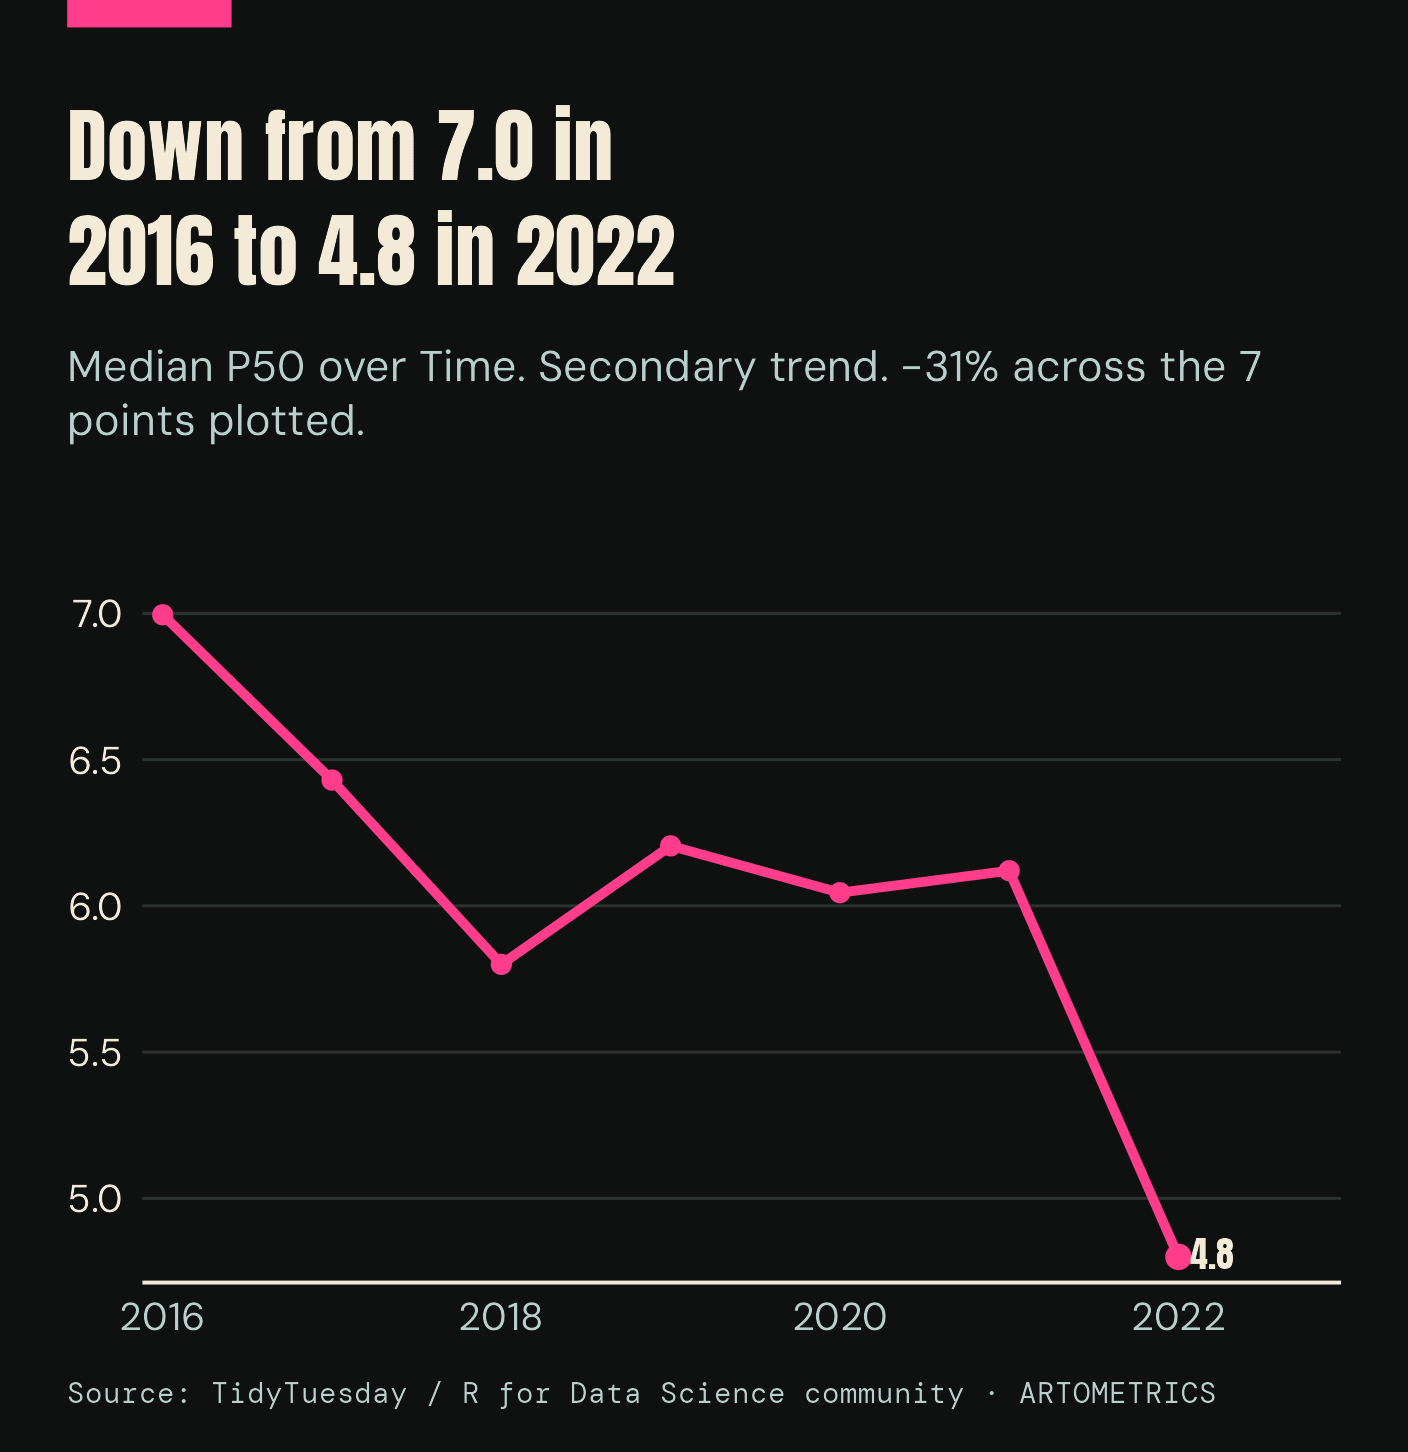 Down from 7.0 in
2016 to 4.8 in 2022
Median P50 over Time. Secondary trend. −31% across the 7
points plotted.
7.0
6.5
6.0
5.5
5.0
4.8
2016 2018 2020 2022
Source: TidyTuesday / R for Data Science community · ARTOMETRICS